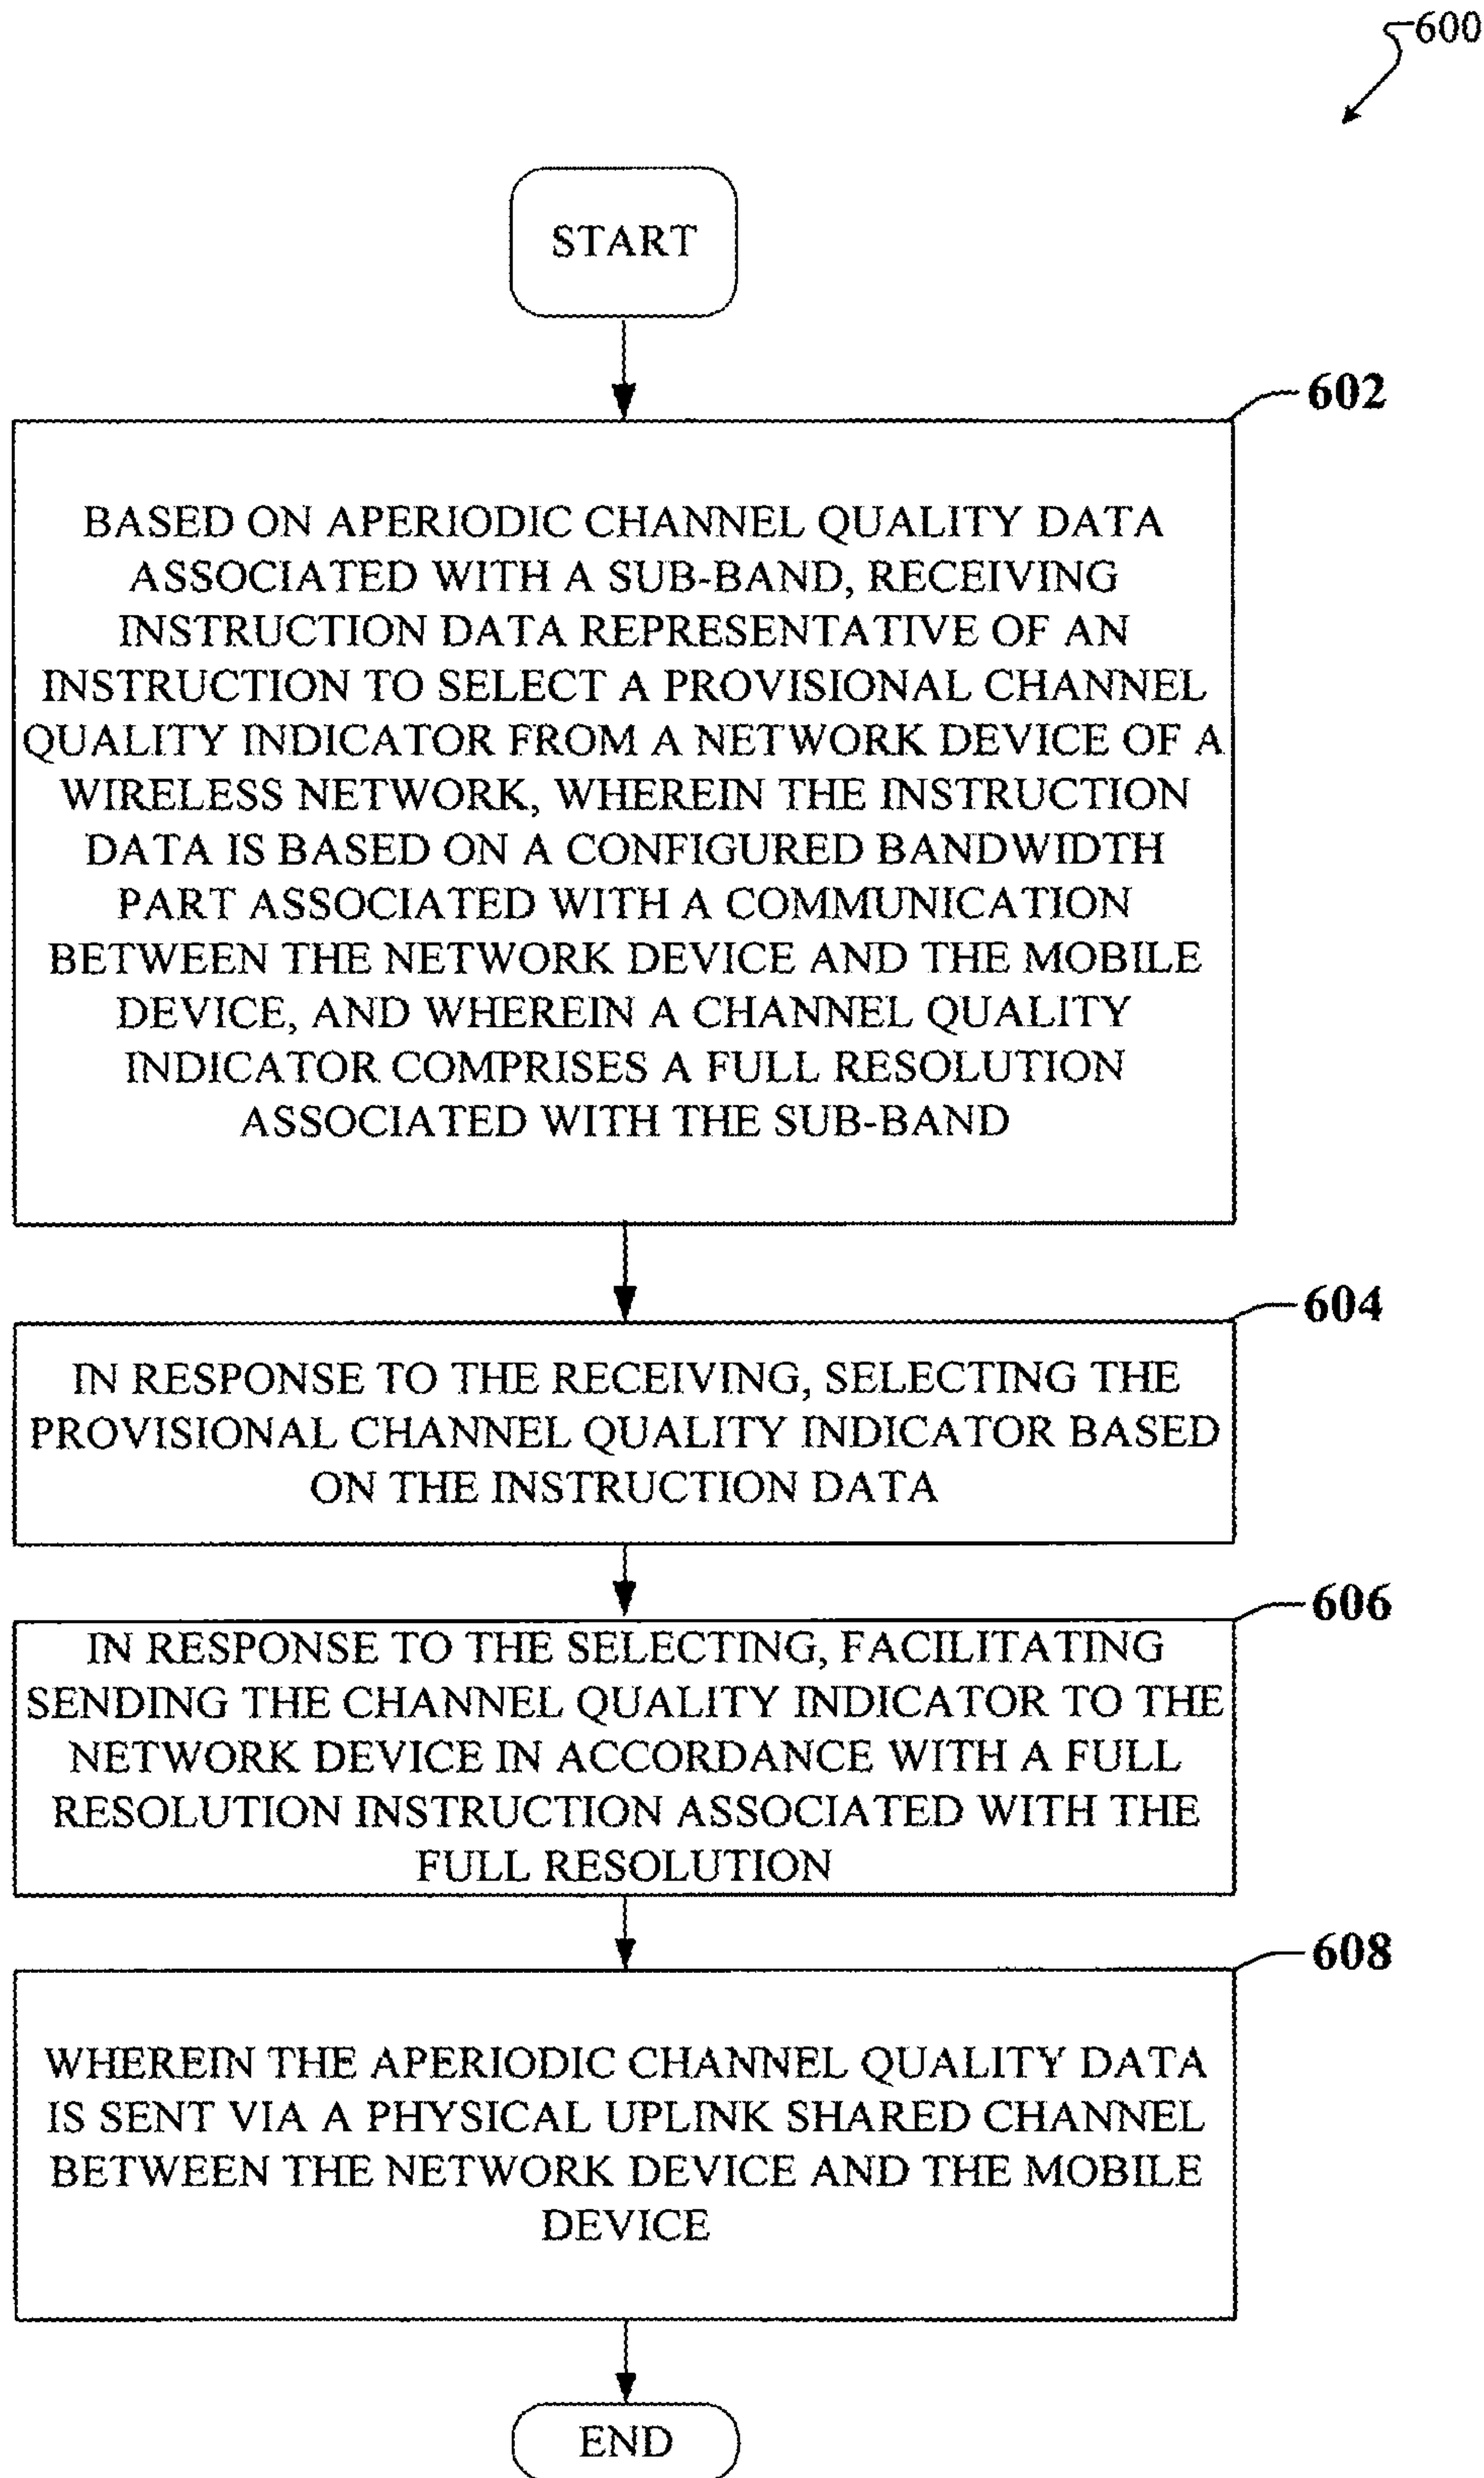 600
START
602
BASED ON APERIODIC CHANNEL QUALITY DATA
ASSOCIATED WITH A SUB-BAND, RECEIVING
INSTRUCTION DATA REPRESENTATIVE OF AN
INSTRUCTION TO SELECT A PROVISIONAL CHANNEL
QUALITY INDICATOR FROM A NETWORK DEVICE OF A
WIRELESS NETWORK, WHEREIN THE INSTRUCTION
DATA IS BASED ON A CONFIGURED BANDWIDTH
PART ASSOCIATED WITH A COMMUNICATION
BETWEEN THE NETWORK DEVICE AND THE MOBILE
DEVICE, AND WHEREIN A CHANNEL QUALITY
INDICATOR COMPRISES A FULL RESOLUTION
ASSOCIATED WITH THE SUB-BAND
604
IN RESPONSE TO THE RECEIVING, SELECTING THE
PROVISIONAL CHANNEL QUALITY INDICATOR BASED
ON THE INSTRUCTION DATA
606
IN RESPONSE TO THE SELECTING, FACILITATING
SENDING THE CHANNEL QUALITY INDICATOR TO THE
NETWORK DEVICE IN ACCORDANCE WITH A FULL
RESOLUTION INSTRUCTION ASSOCIATED WITH THE
FULL RESOLUTION
608
WHEREIN THE APERIODIC CHANNEL QUALITY DATA
IS SENT VIA A PHYSICAL UPLINK SHARED CHANNEL
BETWEEN THE NETWORK DEVICE AND THE MOBILE
DEVICE
END